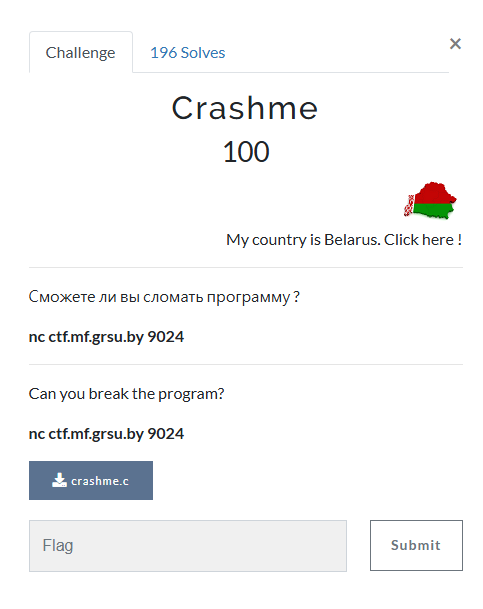 Challenge
196 Solves
×
Crashme
100
My country is Belarus. Click here !
Сможете ли вы сломать программу ?
nc ctf.mf.grsu.by 9024
Can you break the program?
nc ctf.mf.grsu.by 9024
crashme.c
Flag
Submit